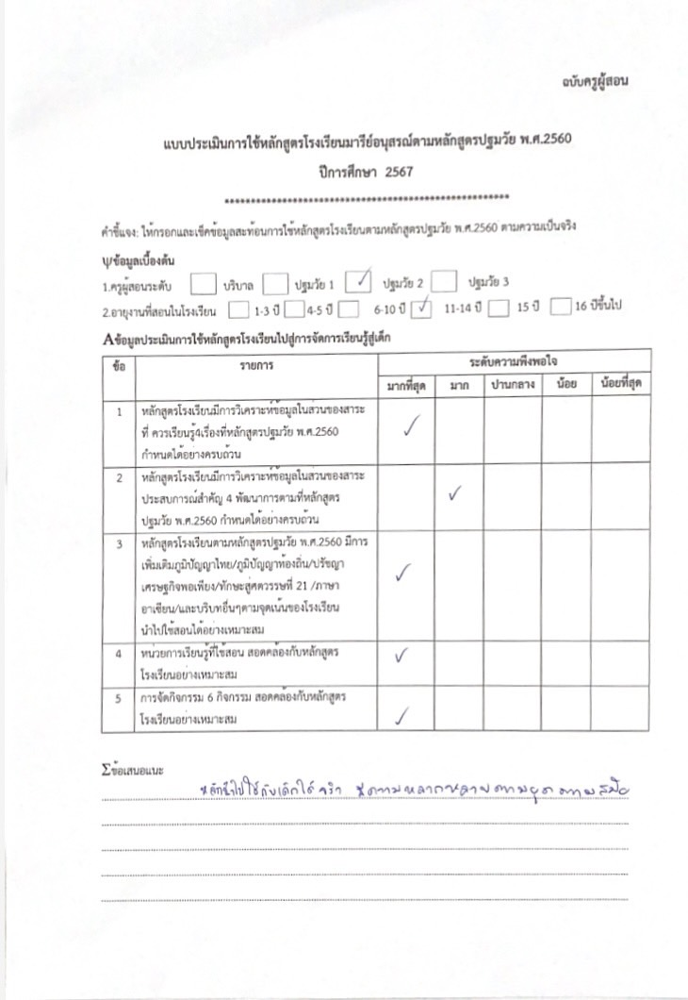 ฉบับครูผู้สอน
แบบประเมินการใช้หลักสูตรโรงเรียนมารีย์อนุสรณ์ตามหลักสูตรปฐมวัย พ.ศ.2560
ปีการศึกษา 2567
คำชี้แจง: ให้กรอกและเช็คข้อมูลสะท้อนการใช้หลักสูตรโรงเรียนตามหลักสูตรปฐมวัย พ.ศ.2560 ตามความเป็นจริง
ข้อมูลเบื้องต้น
1.ครูผู้สอนระดับ บริบาล ปฐมวัย 1 ✓ ปฐมวัย 2 ปฐมวัย 3
2.อายุงานที่สอนในโรงเรียน 1-3 ปี 4-5 ปี 6-10 ปี ✓ 11-14 ปี 15 ปี 16 ปีขึ้นไป
Aข้อมูลประเมินการใช้หลักสูตรโรงเรียนไปสู่การจัดการเรียนรู้สู่เด็ก
ข้อ รายการ ระดับความพึงพอใจ
มากที่สุด มาก ปานกลาง น้อย น้อยที่สุด
1 หลักสูตรโรงเรียนมีการวิเคราะห์ข้อมูลในส่วนของสาระ
ที่ ควรเรียนรู้4เรื่องที่หลักสูตรปฐมวัย พ.ศ.2560 ✓
กำหนดได้อย่างครบถ้วน
2 หลักสูตรโรงเรียนมีการวิเคราะห์ข้อมูลในส่วนของสาระ
ประสบการณ์สำคัญ 4 พัฒนาการตามที่หลักสูตร ✓
ปฐมวัย พ.ศ.2560 กำหนดได้อย่างครบถ้วน
3 หลักสูตรโรงเรียนตามหลักสูตรปฐมวัย พ.ศ.2560 มีการ
เพิ่มเติมภูมิปัญญาไทย/ภูมิปัญญาท้องถิ่น/ปรัชญา
เศรษฐกิจพอเพียง/ทักษะสู่ศตวรรษที่ 21 /ภาษา ✓
อาเซียน/และบริบทอื่นๆตามจุดเน้นของโรงเรียน
นำไปใช้สอนได้อย่างเหมาะสม
4 หน่วยการเรียนรู้ที่ใช้สอน สอดคล้องกับหลักสูตร ✓
โรงเรียนอย่างเหมาะสม
5 การจัดกิจกรรม 6 กิจกรรม สอดคล้องกับหลักสูตร
โรงเรียนอย่างเหมาะสม ✓
Σข้อเสนอแนะ
นำไปใช้กับเด็กได้จริง มีความหลากหลายตามยุคตามสมัย